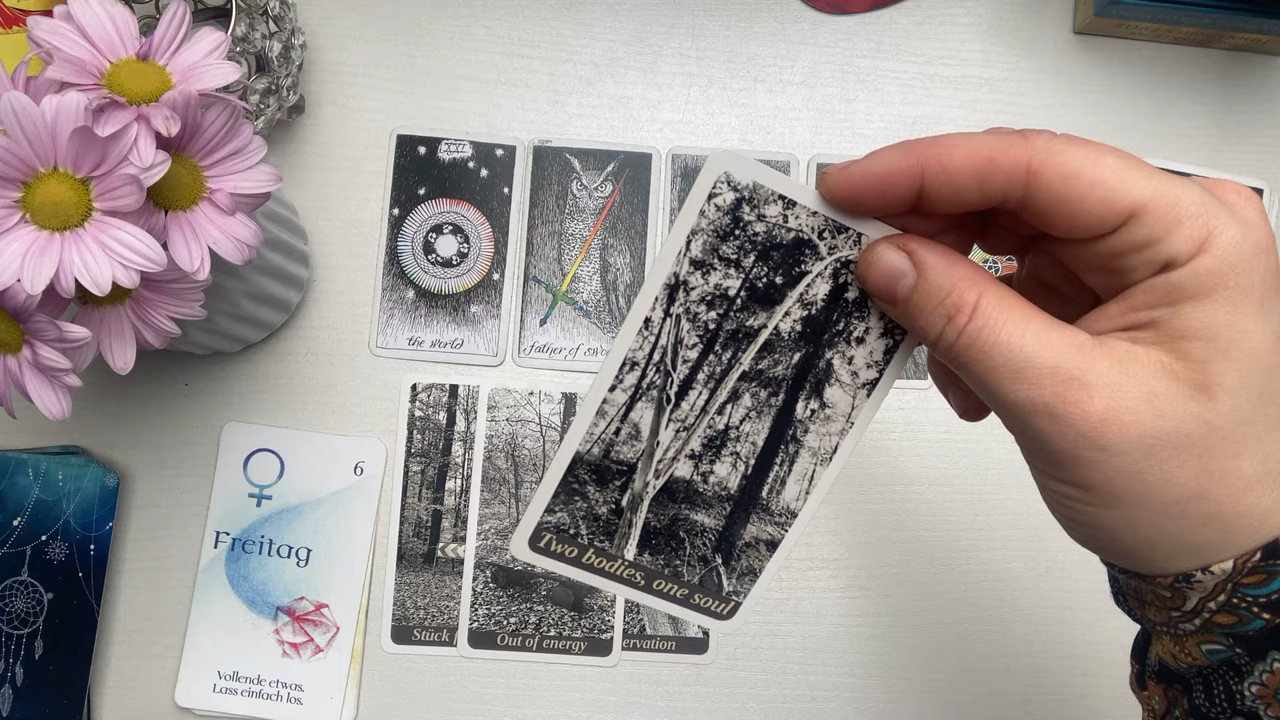 XXI
the world
father of swo
6
Freitag
Vollende etwas.
Lass einfach los.
Stück
Out of energy
ervation
Two bodies, one soul